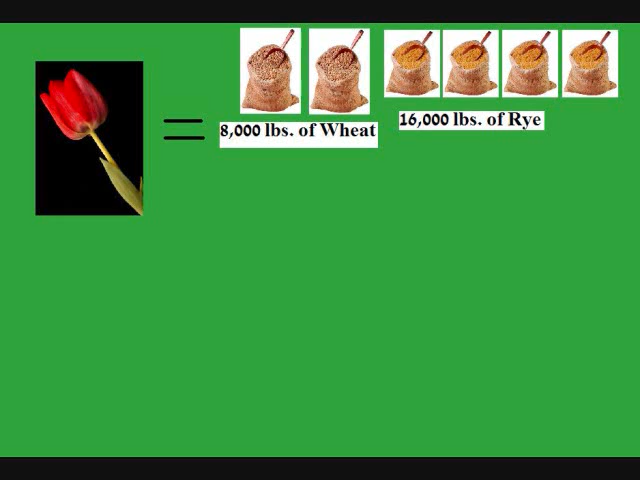 =
8,000 lbs. of Wheat
16,000 lbs. of Rye